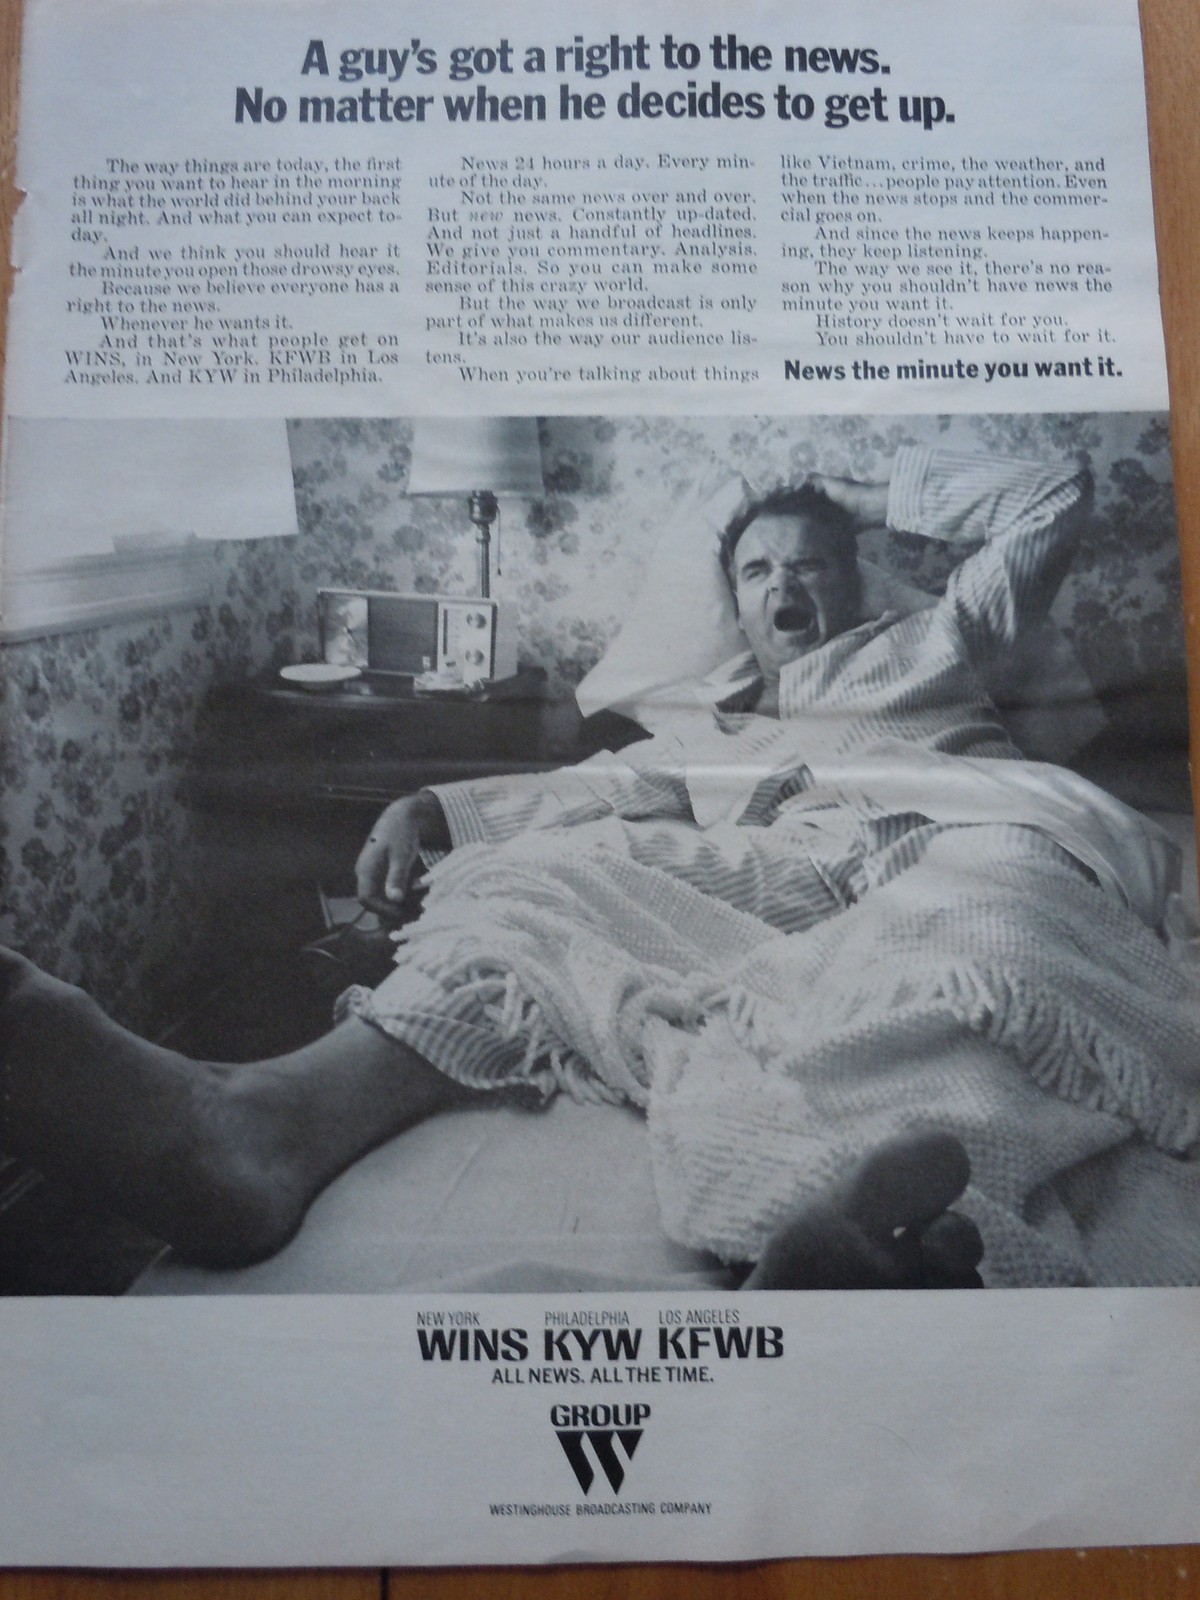 A guy's got a right to the news.
No matter when he decides to get up.
The way things are today, the first
thing you want to hear in the morning
is what the world did behind your back
all night. And what you can expect to-
day.
And we think you should hear it
the minute you open those drowsy eyes.
Because we believe everyone has a
right to the news.
Whenever he wants it.
And that's what people get on
WINS, in New York. KFWB in Los
Angeles. And KYW in Philadelphia.
News 24 hours a day. Every min-
ute of the day.
Not the same news over and over.
But new news. Constantly up-dated.
And not just a handful of headlines.
We give you commentary. Analysis.
Editorials. So you can make some
sense of this crazy world.
But the way we broadcast is only
part of what makes us different.
It's also the way our audience lis-
tens.
When you're talking about things
like Vietnam, crime, the weather, and
the traffic...people pay attention. Even
when the news stops and the commer-
cial goes on.
And since the news keeps happen-
ing, they keep listening.
The way we see it, there's no rea-
son why you shouldn't have news the
minute you want it.
History doesn't wait for you.
You shouldn't have to wait for it.
News the minute you want it.
NEW YORK PHILADELPHIA LOS ANGELES
WINS KYW KFWB
ALL NEWS. ALL THE TIME.
GROUP
W
WESTINGHOUSE BROADCASTING COMPANY